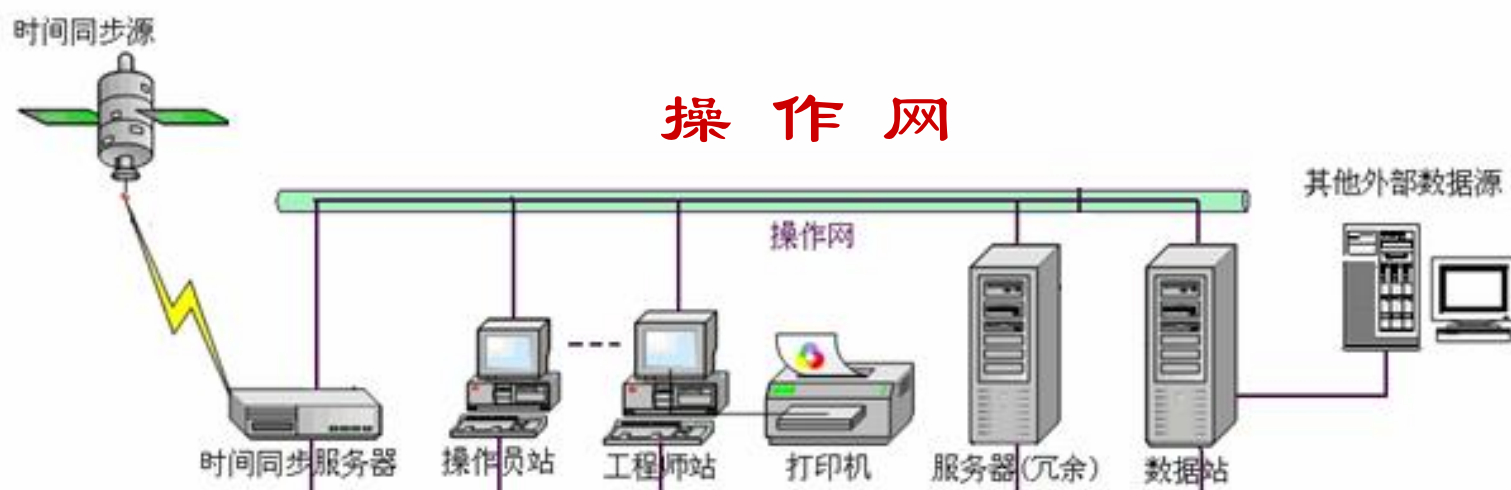 时间同步源
操 作 网
其他外部数据源
操作网
时间同步服务器
操作员站
工程师站
打印机
服务器(冗余)
数据站